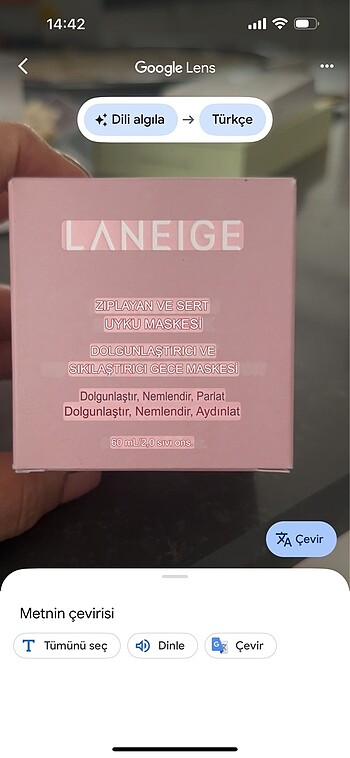 14:42
Google Lens
Dili algıla → Türkçe
LANEIGE
ZIPLAYAN VE SERT
UYKU MASKESİ
DOLGUNLAŞTIRICI VE
SIKILAŞTIRICI GECE MASKESİ
Dolgunlaştır, Nemlendir, Parlat
Dolgunlaştır, Nemlendir, Aydınlat
60 mL/2,0 sıvı ons.
Çevir
Metnin çevirisi
Tümünü seç
Dinle
Çevir